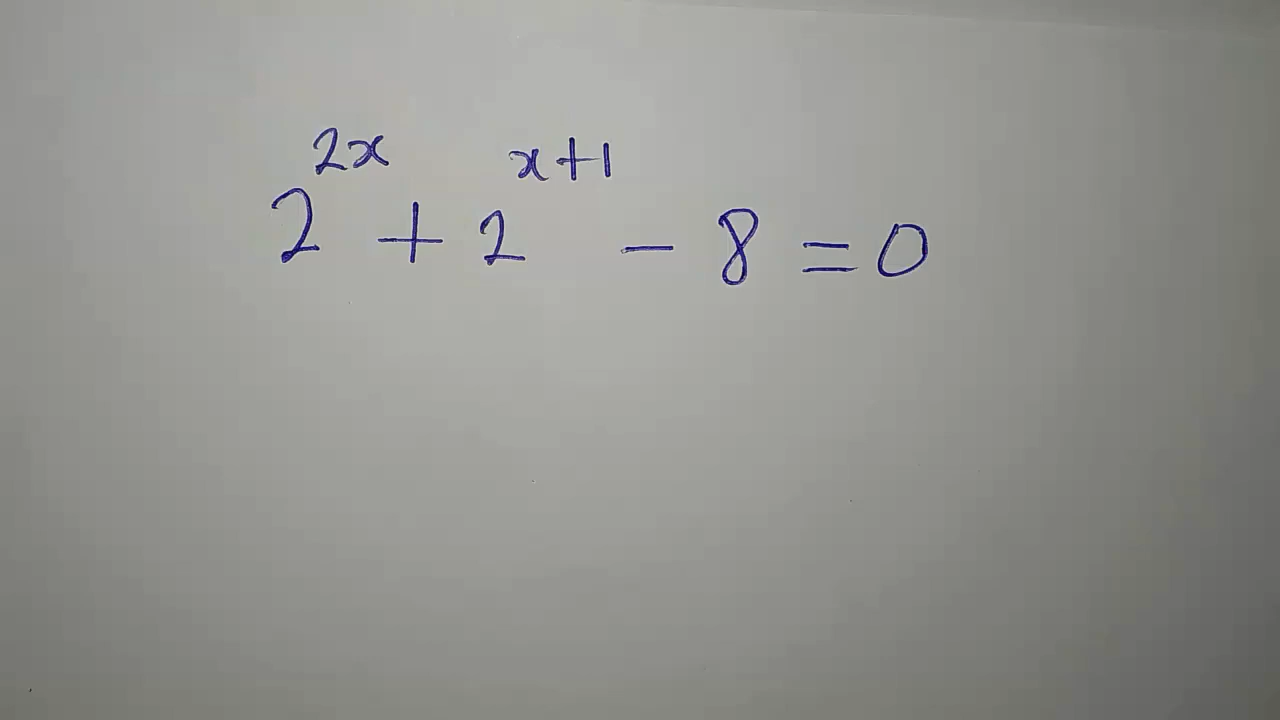 2^{2x} + 2^{x+1} - 8 = 0